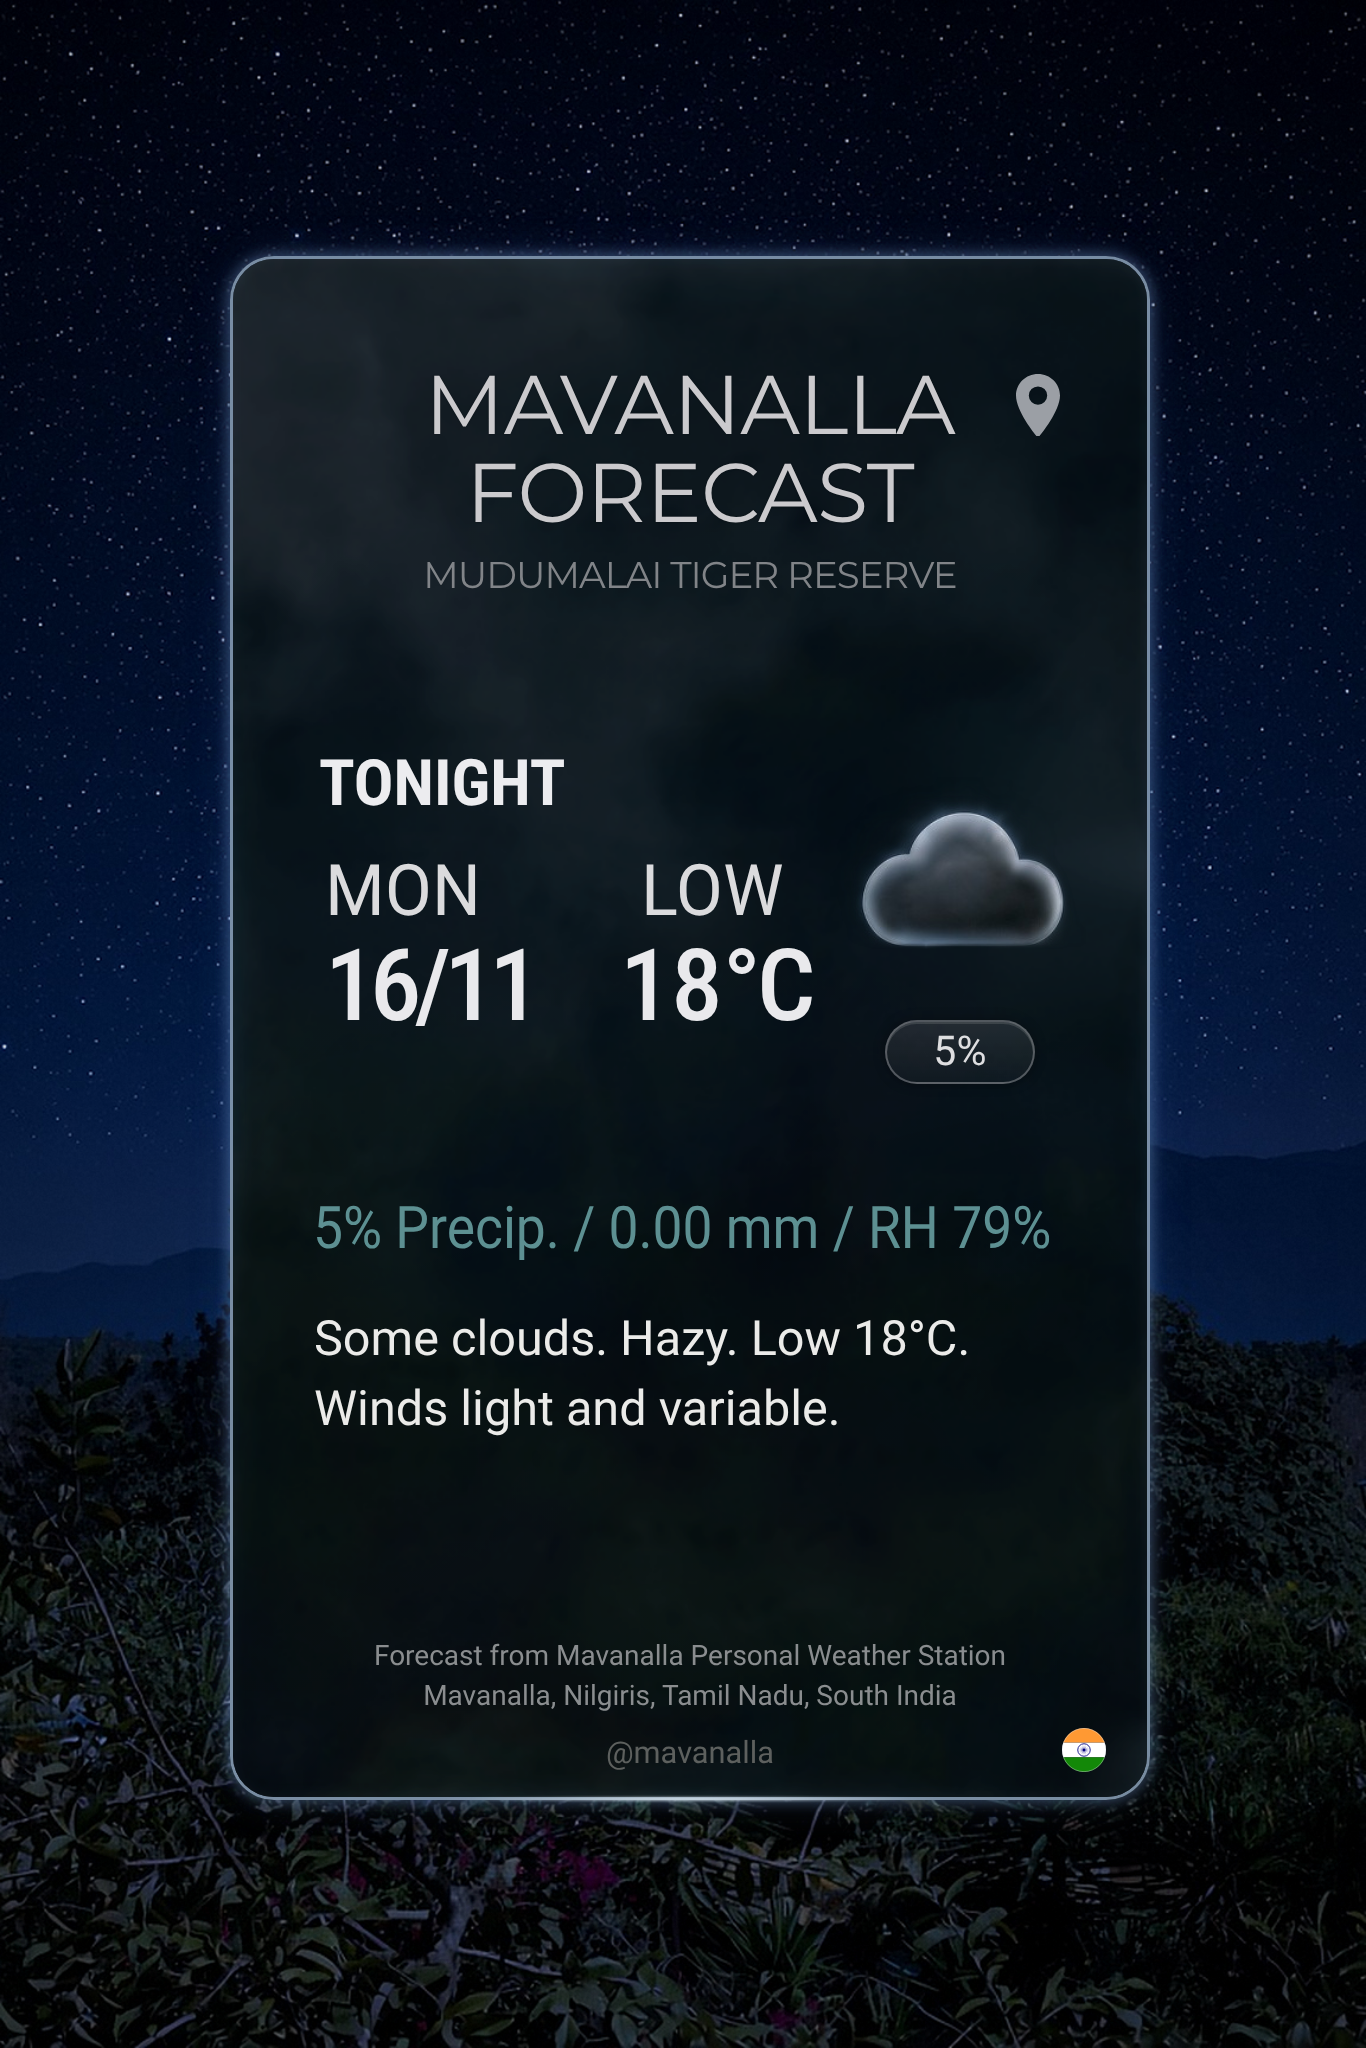 MAVANALLA
FORECAST
MUDUMALAI TIGER RESERVE
TONIGHT
MON
16/11
LOW
18°C
5%
5% Precip. / 0.00 mm / RH 79%
Some clouds. Hazy. Low 18°C.
Winds light and variable.
Forecast from Mavanalla Personal Weather Station
Mavanalla, Nilgiris, Tamil Nadu, South India
@mavanalla